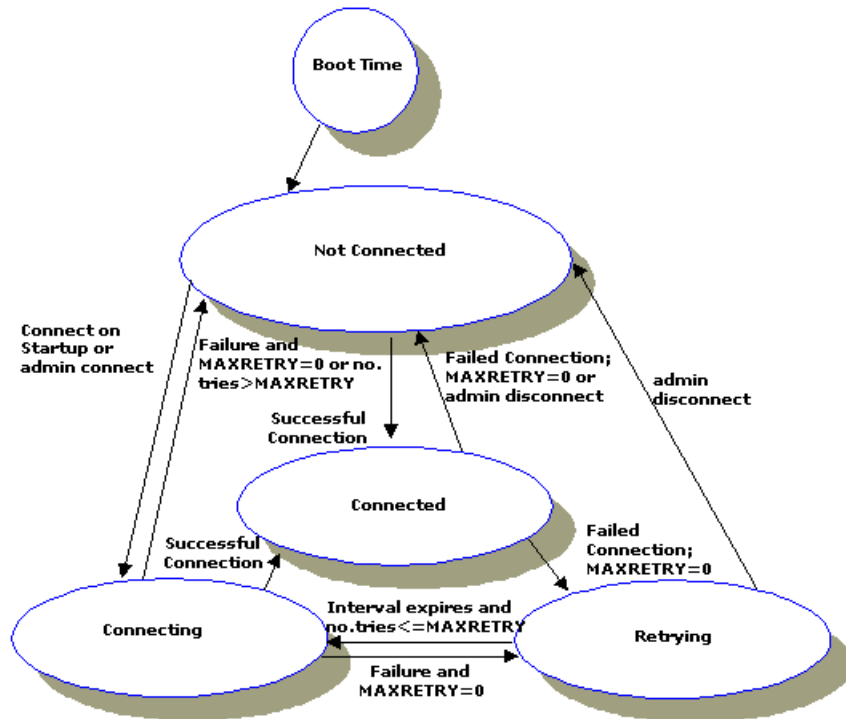 Boot Time
Not Connected
Connect on
Startup or
admin connect
Failure and
MAXRETRY=0 or no.
tries>MAXRETRY
Failed Connection;
MAXRETRY=0 or
admin disconnect
admin
disconnect
Successful
Connection
Connected
Successful
Connection
Failed
Connection;
MAXRETRY=0
Interval expires and
no.tries<=MAXRETRY
Connecting
Retrying
Failure and
MAXRETRY=0